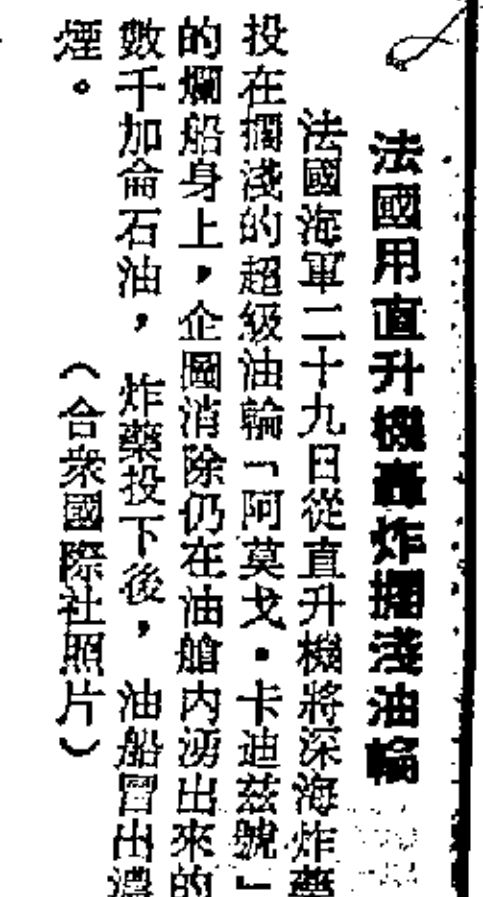 法國用直升機轟炸擱淺油輪
法國海軍二十九日從直升機將深海炸藥
投在擱淺的超級油輪「阿莫戈·卡迪茲號」
的爛船身上，企圖消除仍在油艙内湧出來的
數千加侖石油，炸藥投下後，油船冒出濃
煙。（合衆國際社照片）